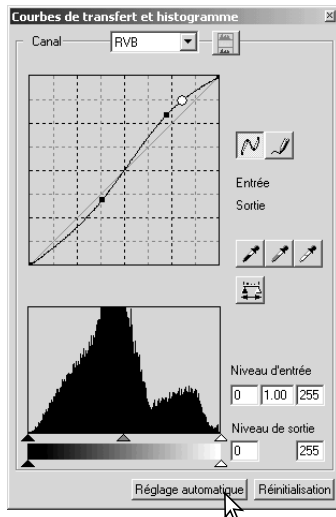 Courbes de transfert et histogramme
Canal RVB
Entrée
Sortie
Niveau d'entrée
0 1.00 255
Niveau de sortie
0 255
Réglage automatique Réinitialisation